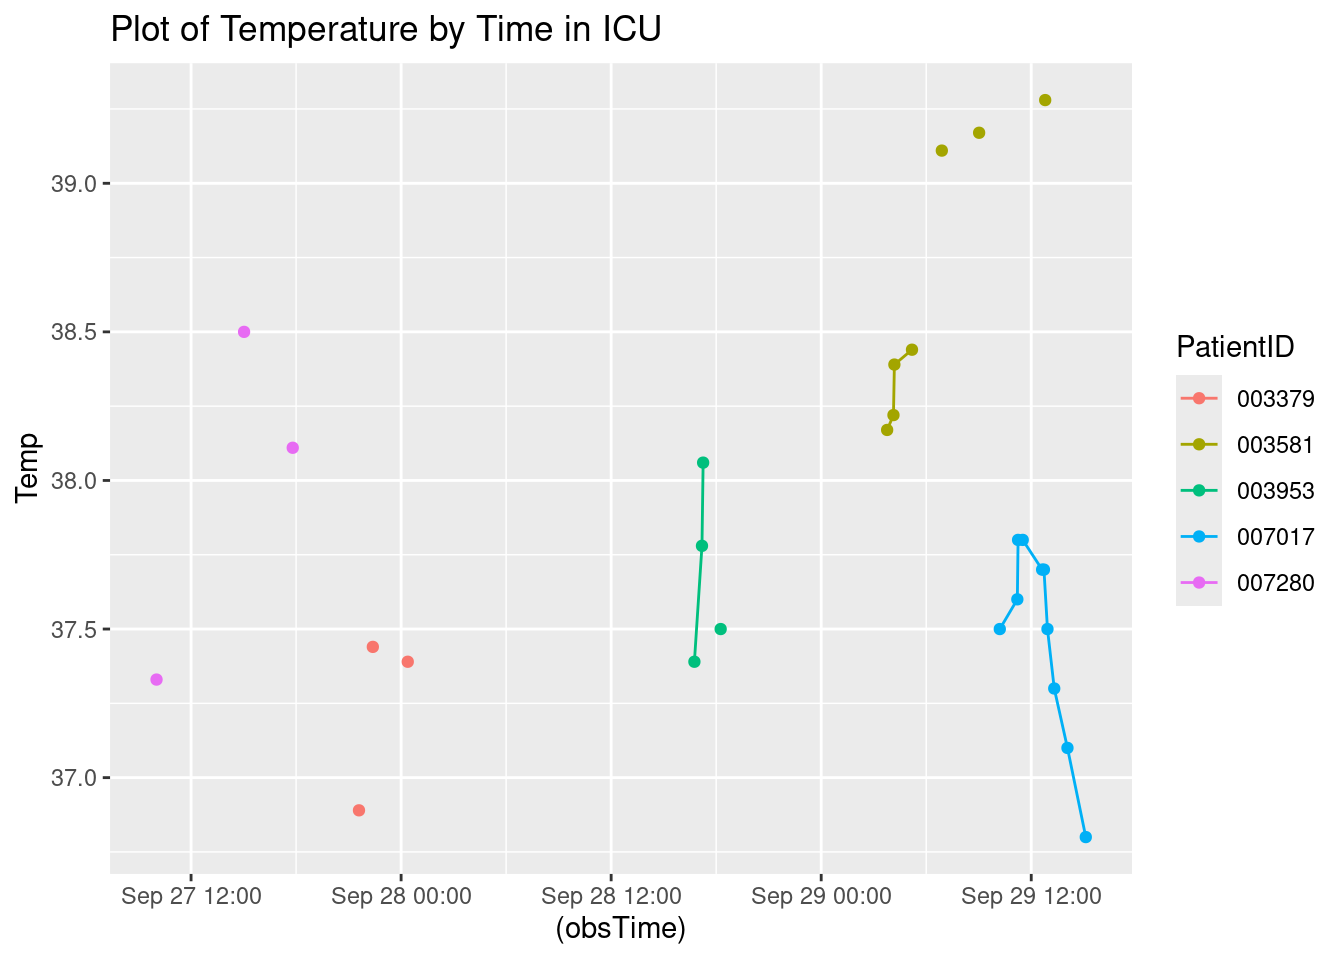 Plot of Temperature by Time in ICU
Temp
39.0
38.5
38.0
37.5
37.0
Sep 27 12:00
Sep 28 00:00
Sep 28 12:00
Sep 29 00:00
Sep 29 12:00
(obsTime)
PatientID
003379
003581
003953
007017
007280